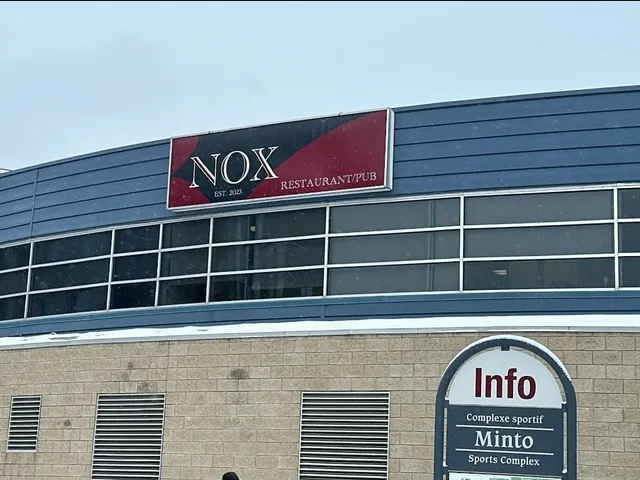 NOX
EST. 2023
RESTAURANT/PUB
Info
Complexe sportif
Minto
Sports Complex